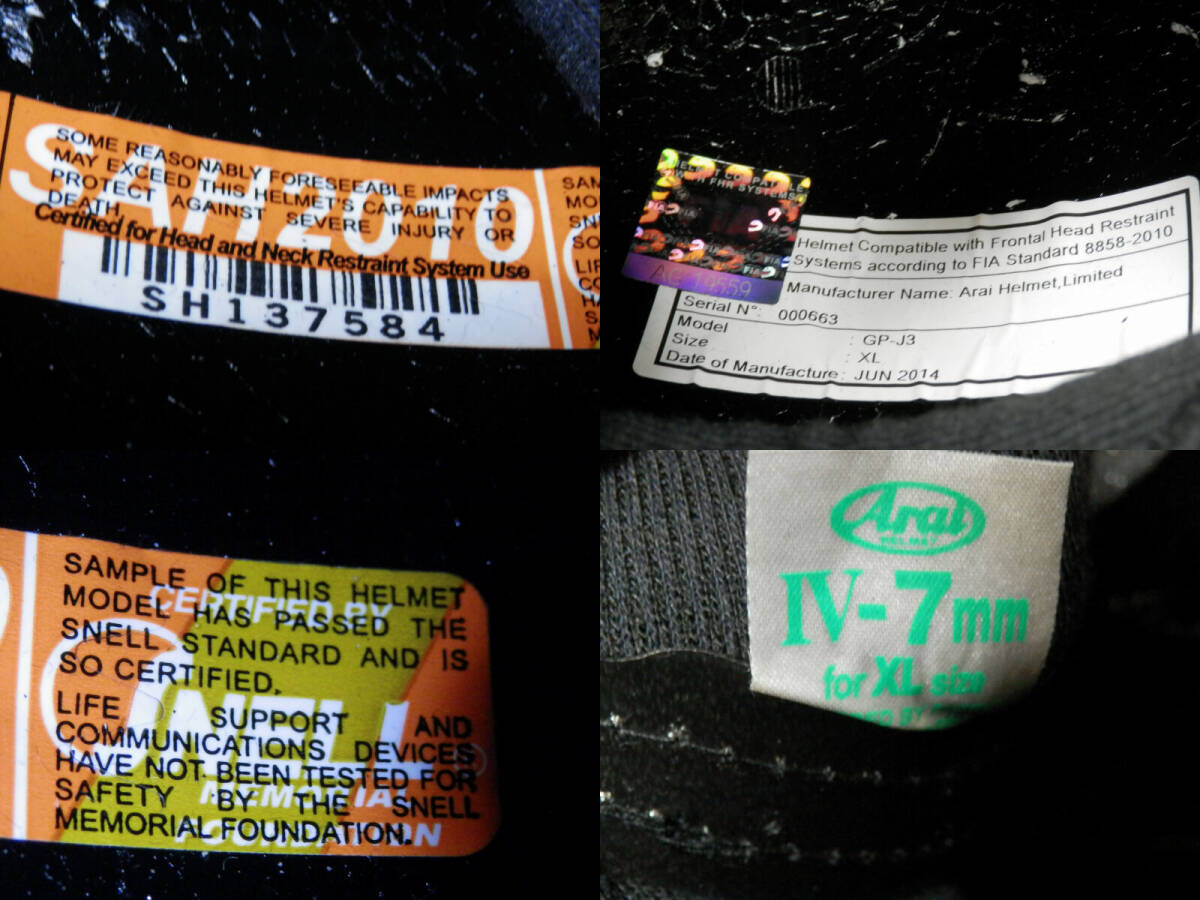 SAH2010
SOME REASONABLY FORESEEABLE IMPACTS
MAY EXCEED THIS HELMET'S CAPABILITY TO
PROTECT AGAINST SEVERE INJURY OR
DEATH
Certified for Head and Neck Restraint System Use
SH137584
SAM
LIF
Helmet Compatible with Frontal Head Restraint
Systems according to FIA Standard 8858-2010
Manufacturer Name: Arai Helmet,Limited
Serial N°: 000663
Model : GP-J3
Size : XL
Date of Manufacture: JUN 2014
CERTIFIED BY
SNELL
MEMORIAL
FOUNDATION
SAMPLE OF THIS HELMET
MODEL HAS PASSED THE
SNELL STANDARD AND IS
SO CERTIFIED.
LIFE SUPPORT AND
COMMUNICATIONS DEVICES
HAVE NOT BEEN TESTED FOR
SAFETY BY THE SNELL
MEMORIAL FOUNDATION.
Arai
HELMET
IV-7mm
for XL size